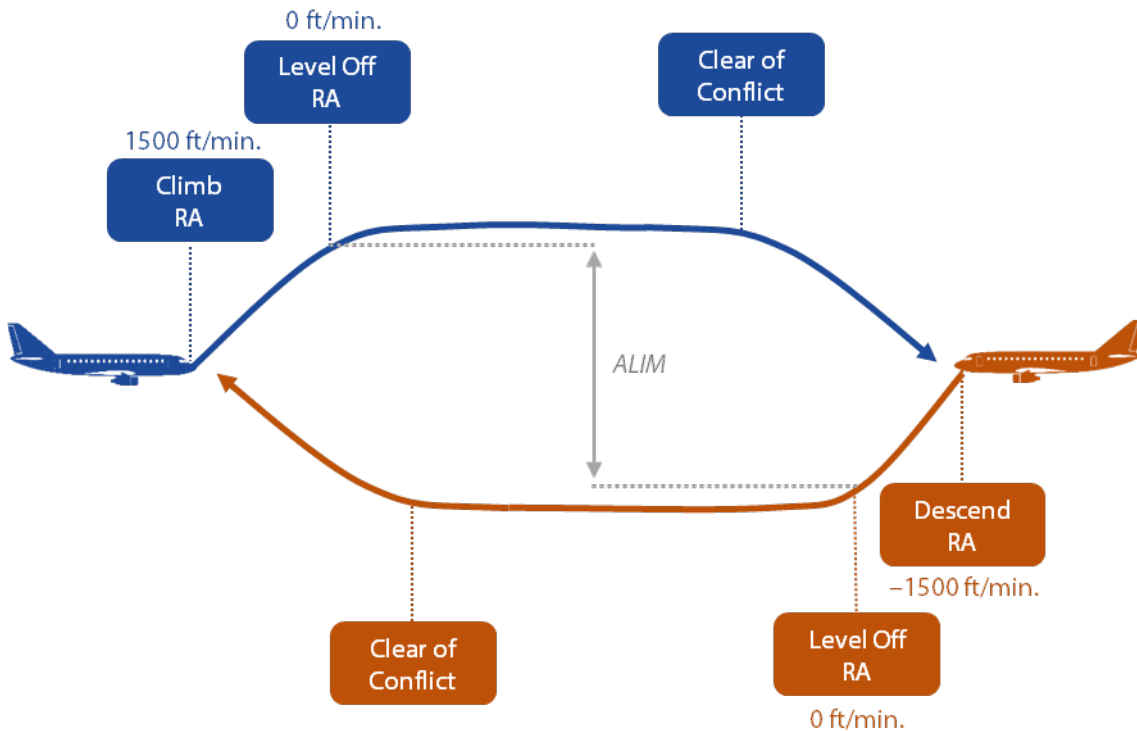 0 ft/min.
Level Off
RA
Clear of
Conflict
1500 ft/min.
Climb
RA
ALIM
Descend
RA
–1500 ft/min.
Clear of
Conflict
Level Off
RA
0 ft/min.